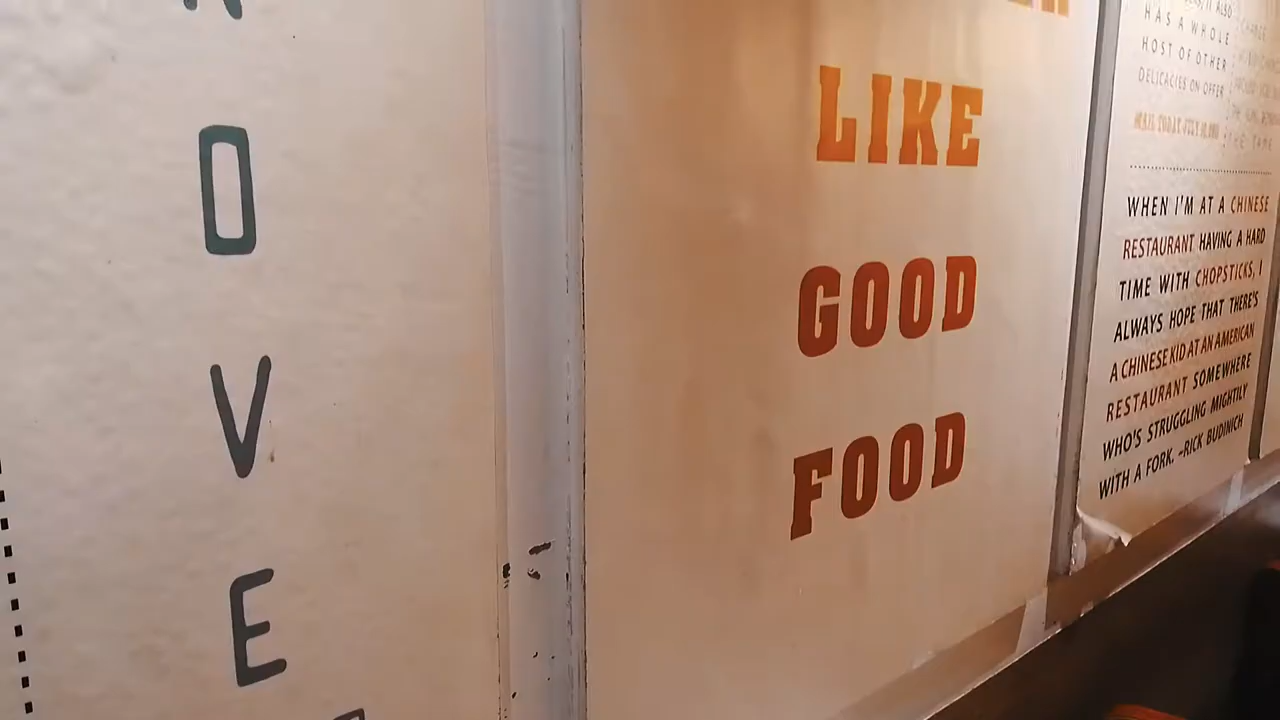 O
V
E
LIKE
GOOD
FOOD
ALSO
HAS A WHOLE
HOST OF OTHER
DELICACIES ON OFFER
WHEN I'M AT A CHINESE
RESTAURANT HAVING A HARD
TIME WITH CHOPSTICKS, I
ALWAYS HOPE THAT THERE'S
A CHINESE KID AT AN AMERICAN
RESTAURANT SOMEWHERE
WHO'S STRUGGLING MIGHTILY
WITH A FORK. -RICK BUDINICH